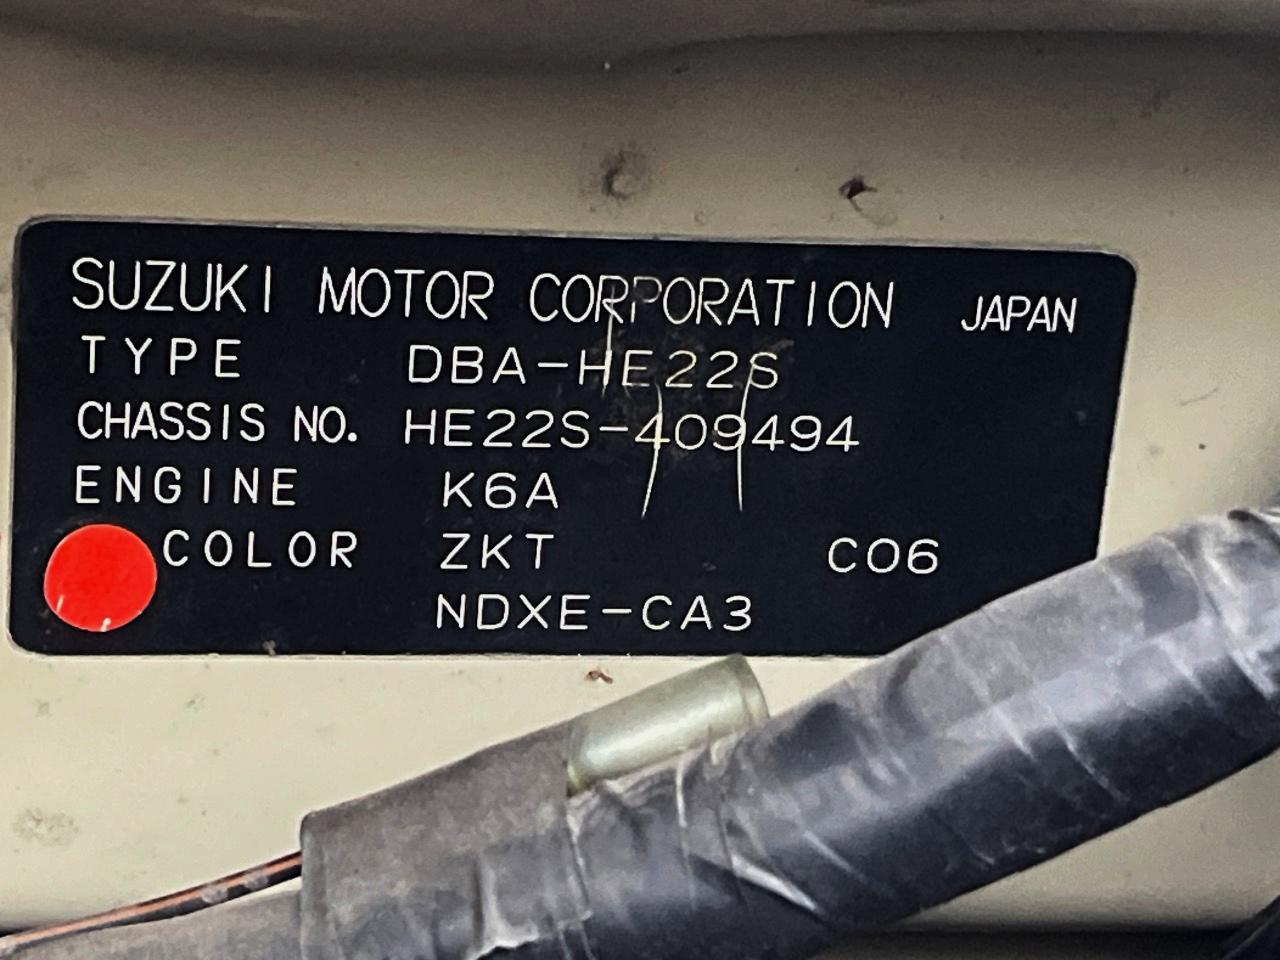 SUZUKI MOTOR CORPORATION JAPAN
TYPE DBA-HE22S
CHASSIS NO. HE22S-409494
ENGINE K6A
COLOR ZKT C06
NDXE-CA3